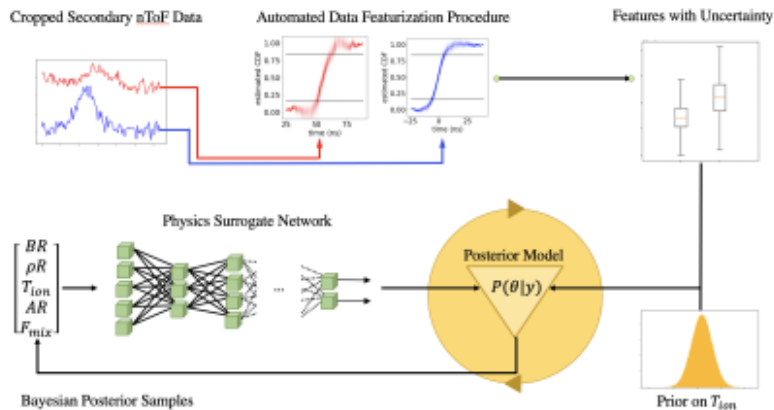 Cropped Secondary nToF Data
Automated Data Featurization Procedure
Features with Uncertainty
estimated CDF
1.00
0.75
0.50
0.25
0.00
25
50
75
time (ns)
estimated CDF
1.00
0.75
0.50
0.25
0.00
-25
0
25
time (ns)
Physics Surrogate Network
BR
ρR
T_ion
AR
F_mix
...
Posterior Model
P(θ|y)
Bayesian Posterior Samples
Prior on T_ion